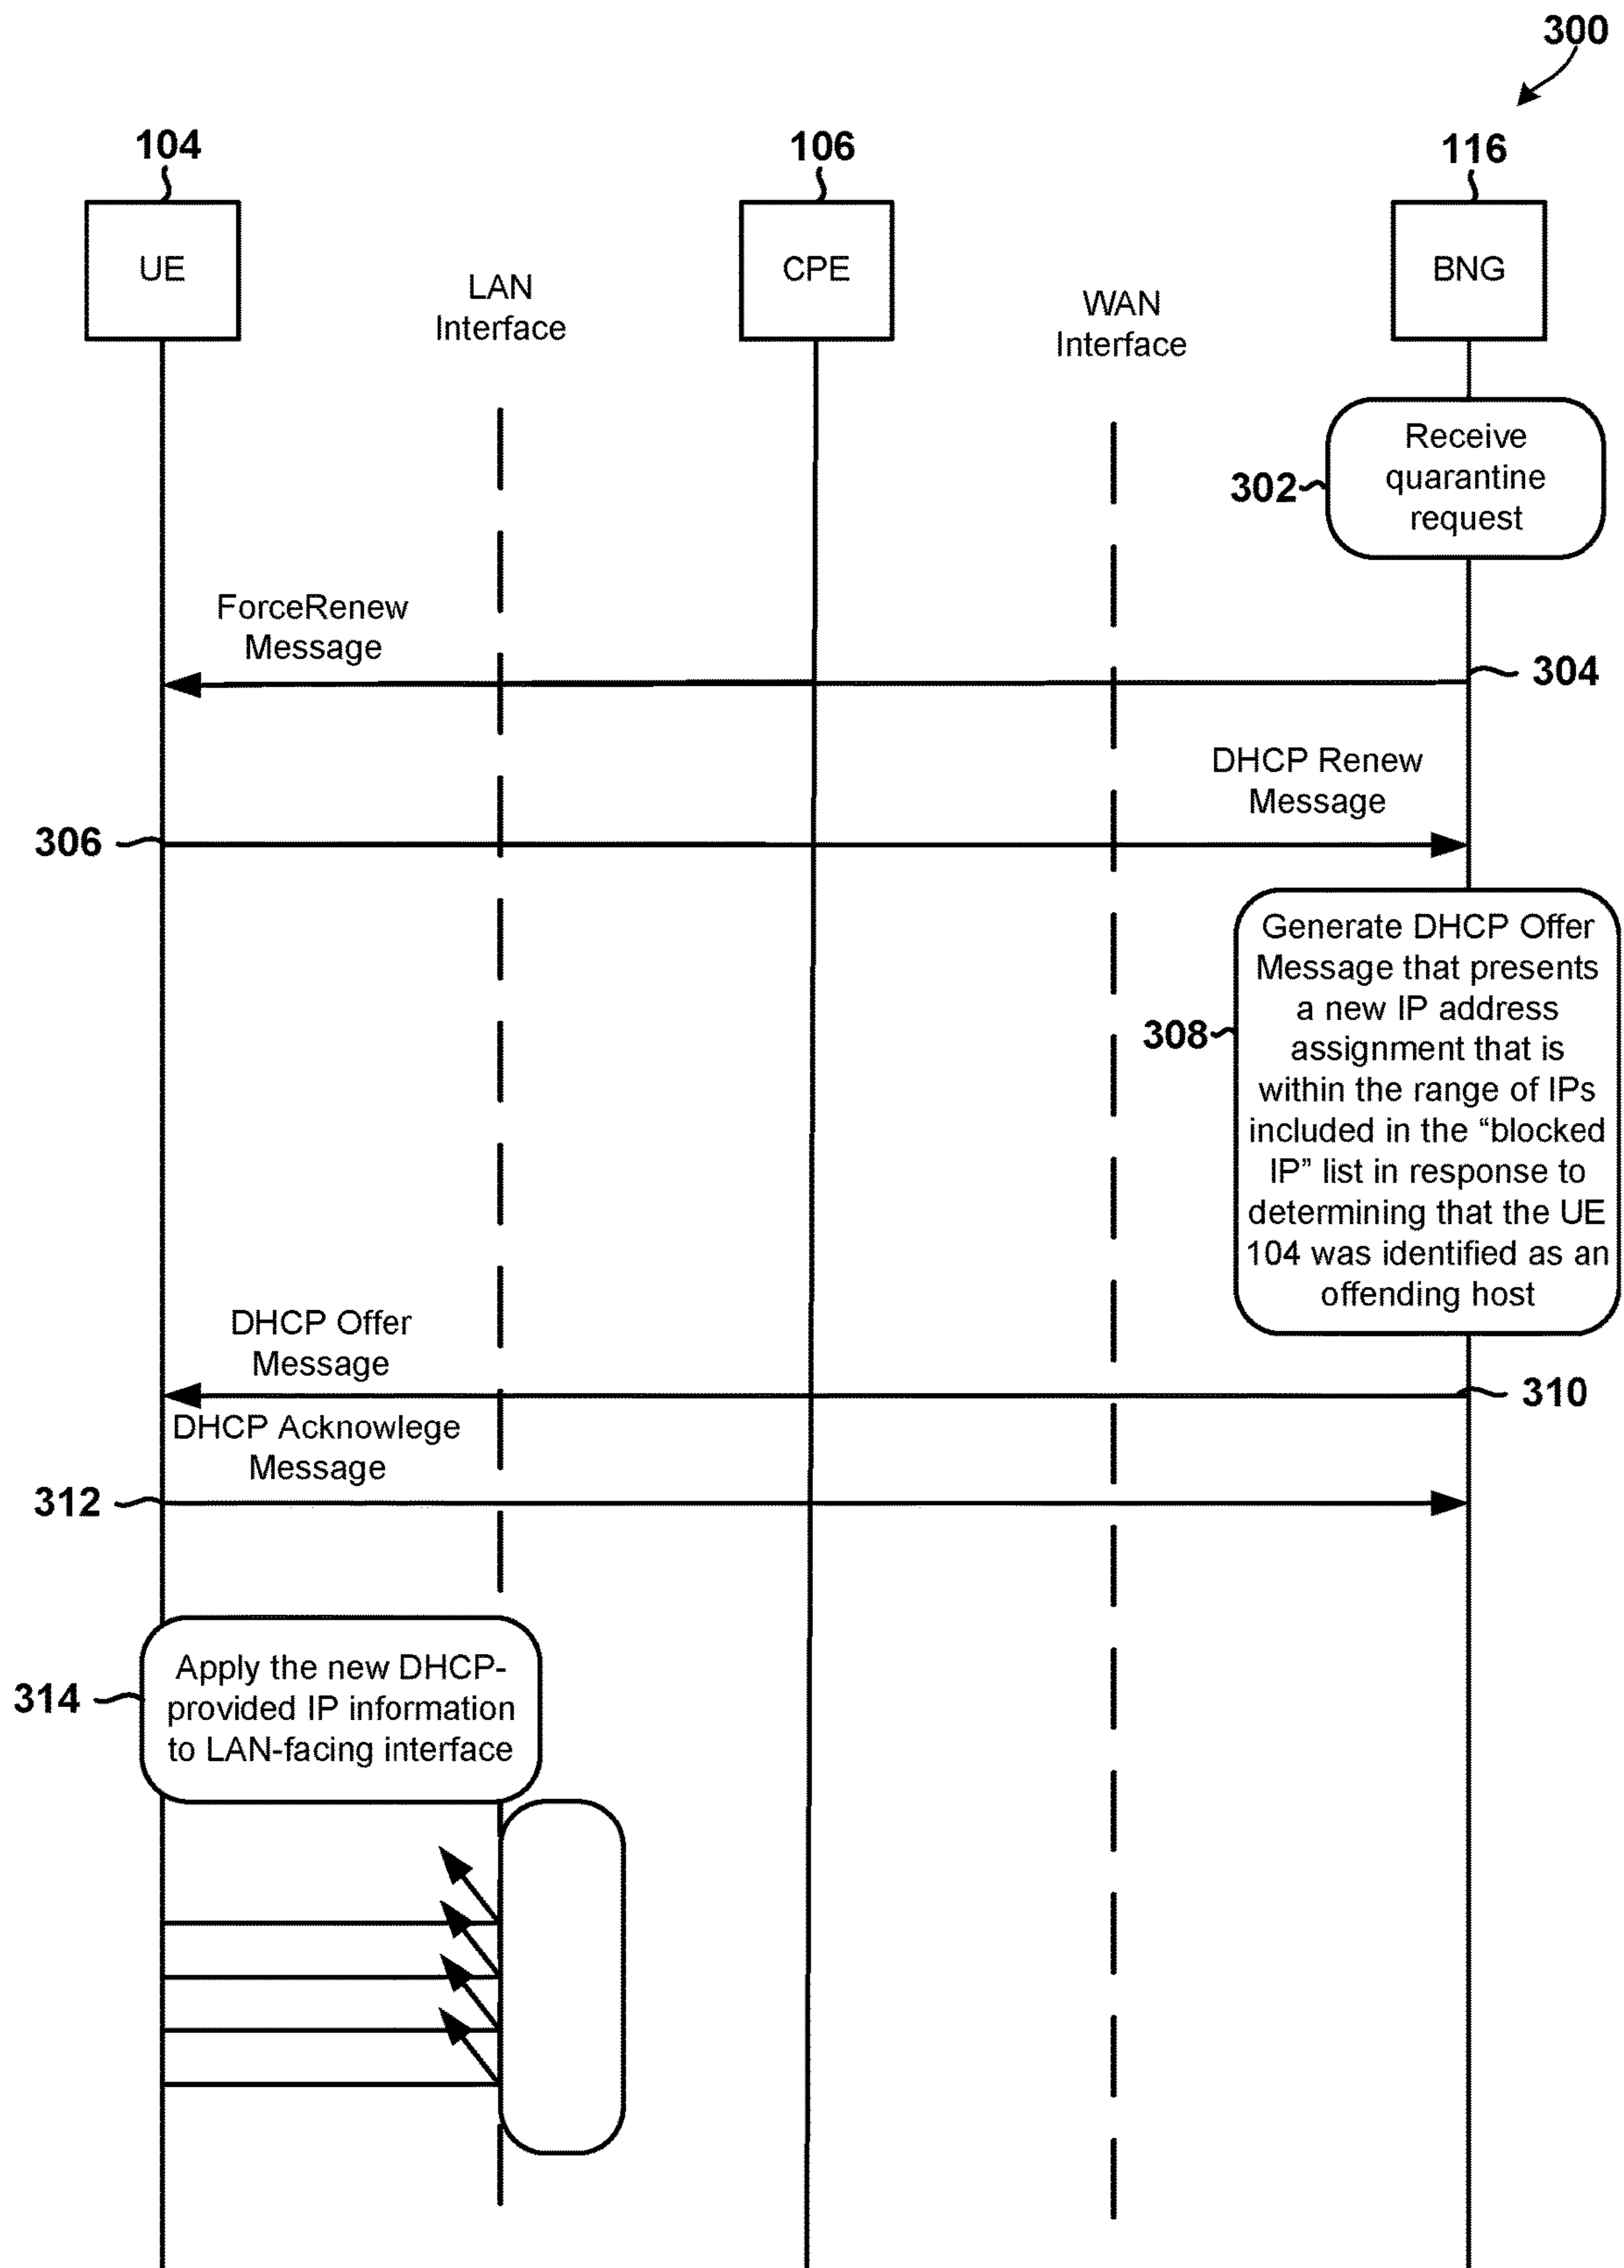 300
104
106
116
UE
CPE
BNG
LAN
Interface
WAN
Interface
Receive
quarantine
request
302
ForceRenew
Message
304
DHCP Renew
Message
306
Generate DHCP Offer
Message that presents
a new IP address
assignment that is
within the range of IPs
included in the “blocked
IP” list in response to
determining that the UE
104 was identified as an
offending host
308
DHCP Offer
Message
310
DHCP Acknowlege
Message
312
Apply the new DHCP-
provided IP information
to LAN-facing interface
314